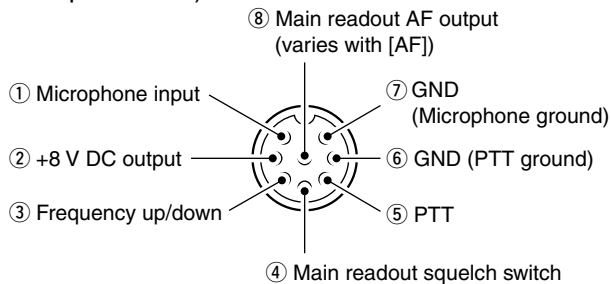 ⑧ Main readout AF output
(varies with [AF])
① Microphone input
⑦ GND
(Microphone ground)
② +8 V DC output
⑥ GND (PTT ground)
③ Frequency up/down
⑤ PTT
④ Main readout squelch switch